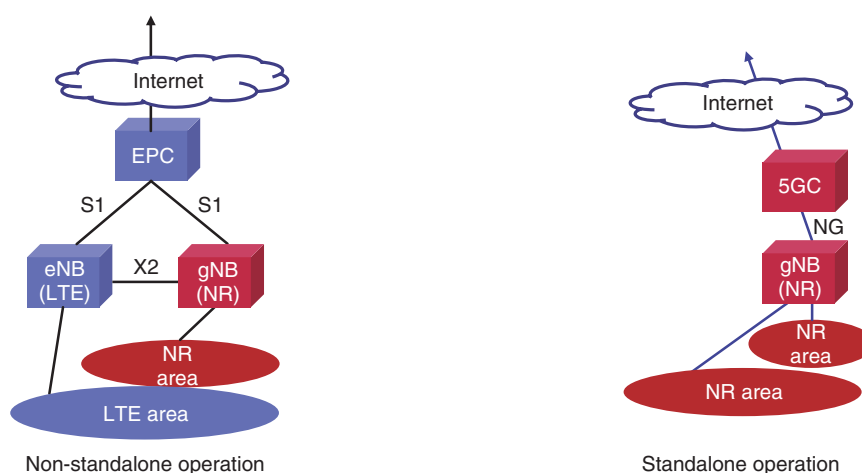 Internet
EPC
S1
S1
eNB
(LTE)
X2
gNB
(NR)
NR
area
LTE area
Non-standalone operation
Internet
5GC
NG
gNB
(NR)
NR
area
NR area
Standalone operation